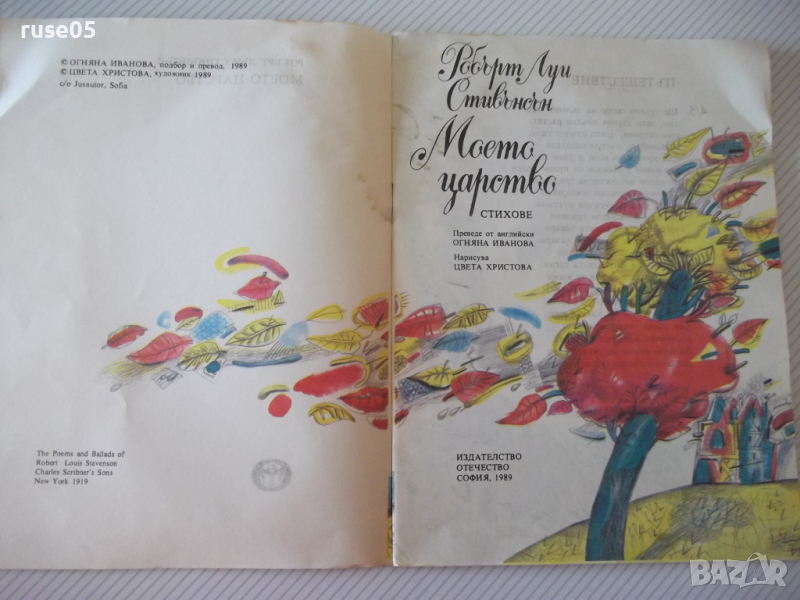 ruse05
© ОГНЯНА ИВАНОВА, подбор и превод, 1989
© ЦВЕТА ХРИСТОВА, художник 1989
c/o Jusautor, Sofia
The Poems and Ballads of
Robert Louis Stevenson
Charles Scribner's Sons
New York 1919
Робърт Луи
Стивънсън
Моето
царство
СТИХОВЕ
Преведе от английски
ОГНЯНА ИВАНОВА
Нарисува
ЦВЕТА ХРИСТОВА
ИЗДАТЕЛСТВО
ОТЕЧЕСТВО
СОФИЯ, 1989
BAZAR
bg